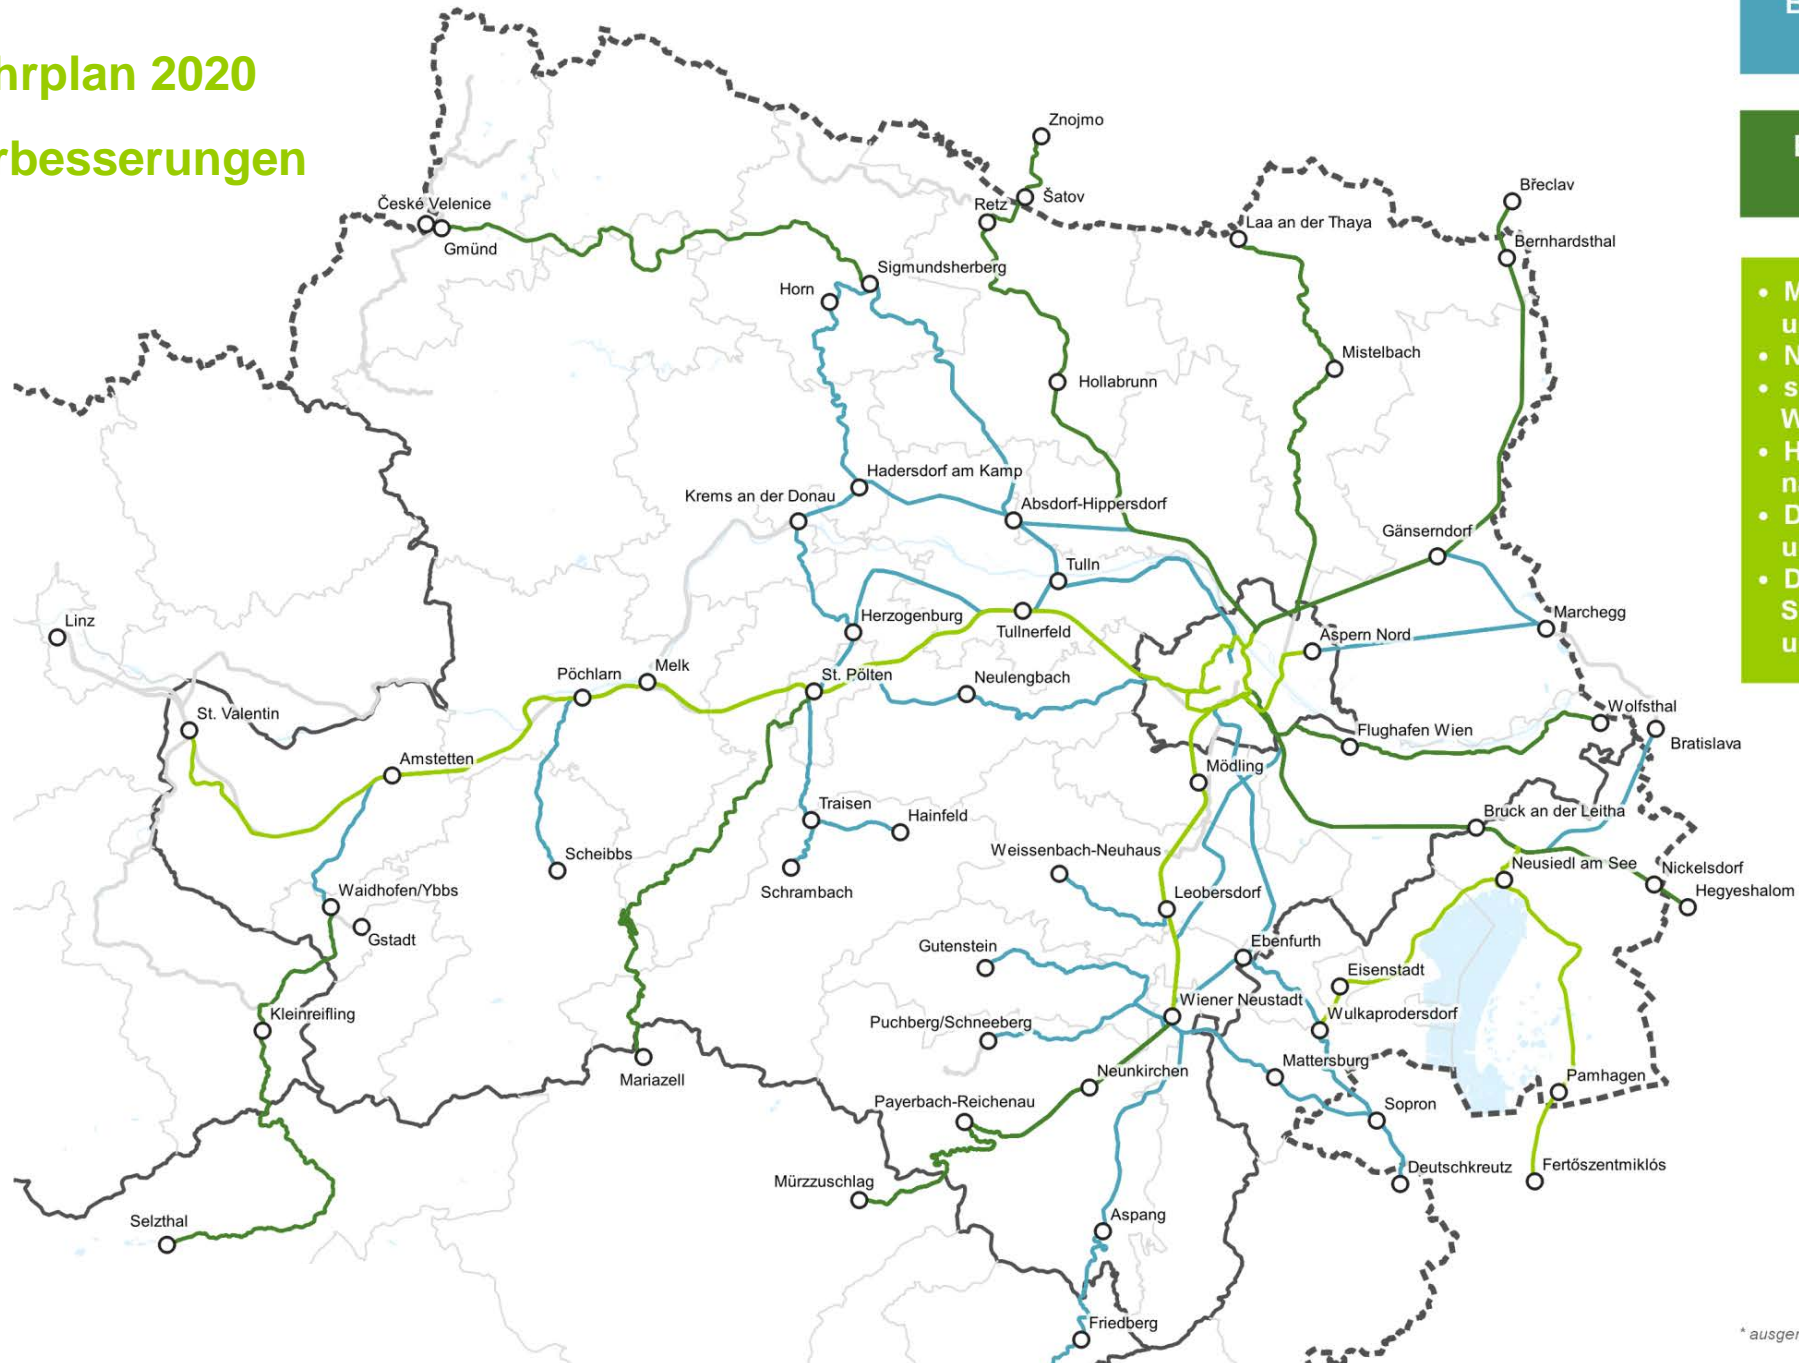 hrplan 2020
rbesserungen
Znojmo
Šatov
Retz
Břeclav
Bernhardsthal
Laa an der Thaya
České Velenice
Gmünd
Sigmundsherberg
Horn
Mistelbach
Hollabrunn
Hadersdorf am Kamp
Krems an der Donau
Absdorf-Hippersdorf
Gänserndorf
Tulln
Marchegg
Linz
Herzogenburg
Tullnerfeld
Aspern Nord
Melk
Pöchlarn
St. Pölten
Neulengbach
Wolfsthal
St. Valentin
Flughafen Wien
Bratislava
Amstetten
Mödling
Traisen
Hainfeld
Bruck an der Leitha
Scheibbs
Schrambach
Weissenbach-Neuhaus
Neusiedl am See
Nickelsdorf
Hegyeshalom
Waidhofen/Ybbs
Gstadt
Leobersdorf
Gutenstein
Ebenfurth
Eisenstadt
Kleinreifling
Puchberg/Schneeberg
Wiener Neustadt
Wulkaprodersdorf
Mariazell
Neunkirchen
Mattersburg
Pamhagen
Payerbach-Reichenau
Sopron
Mürzzuschlag
Deutschkreutz
Fertőszentmiklós
Selzthal
Aspang
Friedberg
• M
u
• N
• s
W
• H
na
• D
u
• D
S
u